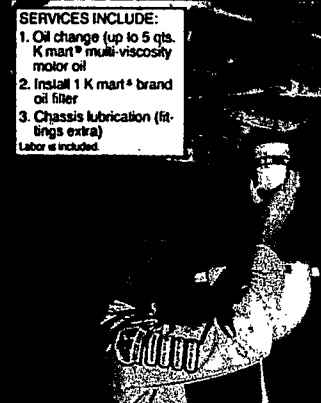 SERVICES INCLUDE:
1. Oil change (up to 5 qts.
K mart® multi-viscosity
motor oil
2. Install 1 K mart® brand
oil filter
3. Chassis lubrication (fit-
tings extra)
Labor is included.